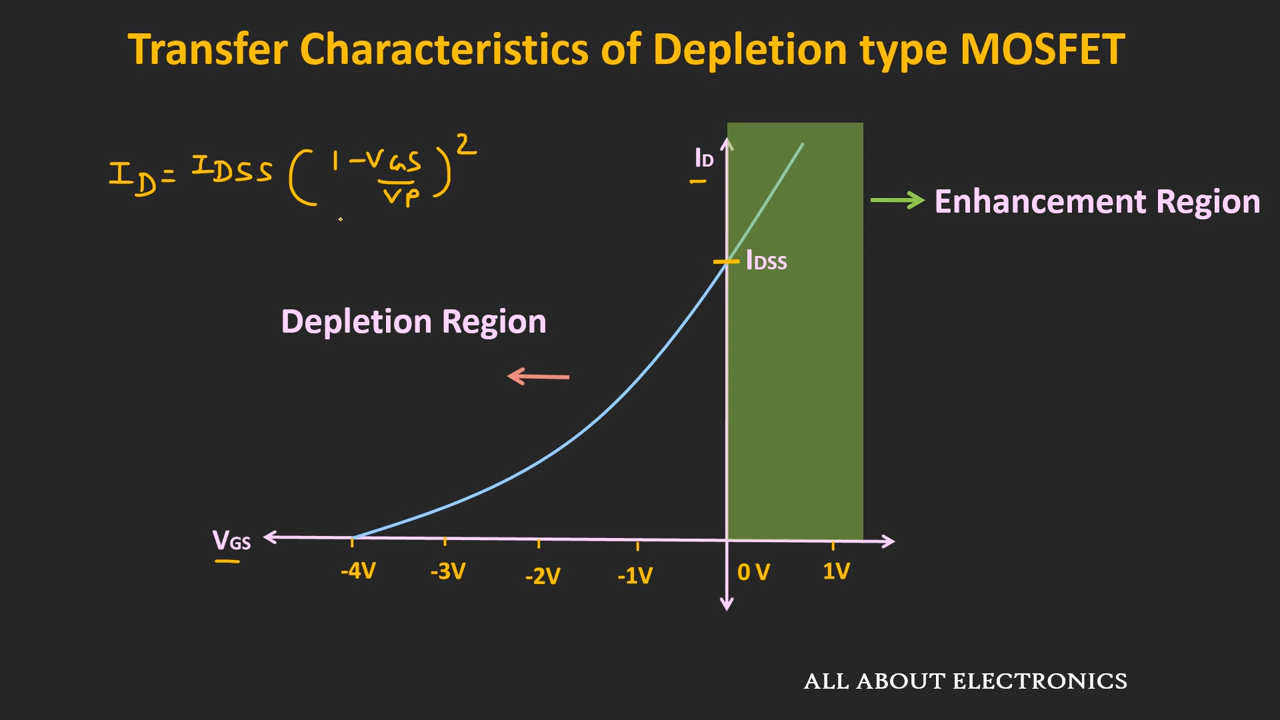 Transfer Characteristics of Depletion type MOSFET
ID = IDSS (1 - VGS/VP)²
ID
Enhancement Region
IDSS
Depletion Region
VGS
-4V -3V -2V -1V 0 V 1V
ALL ABOUT ELECTRONICS